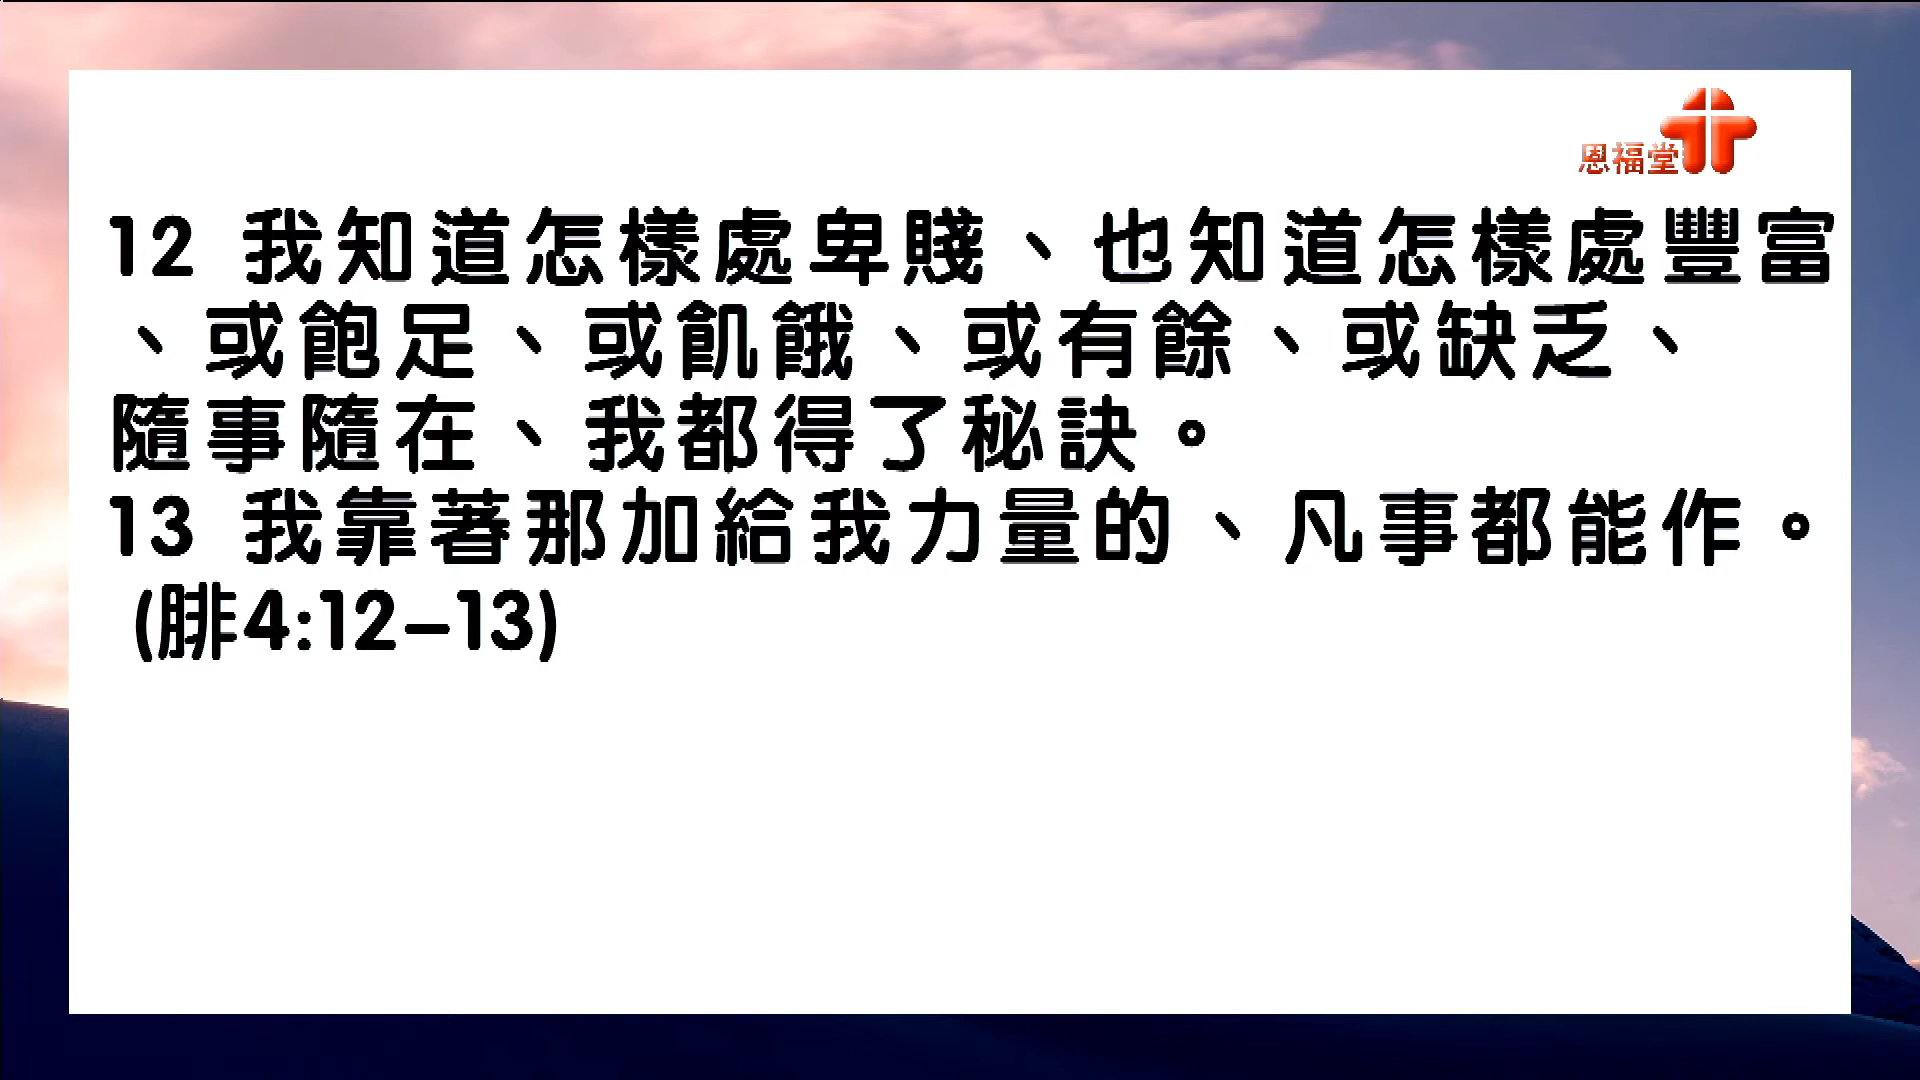 恩福堂
12 我知道怎樣處卑賤、也知道怎樣處豐富
、或飽足、或飢餓、或有餘、或缺乏、
隨事隨在、我都得了秘訣。
13 我靠著那加給我力量的、凡事都能作。
(腓4:12–13)